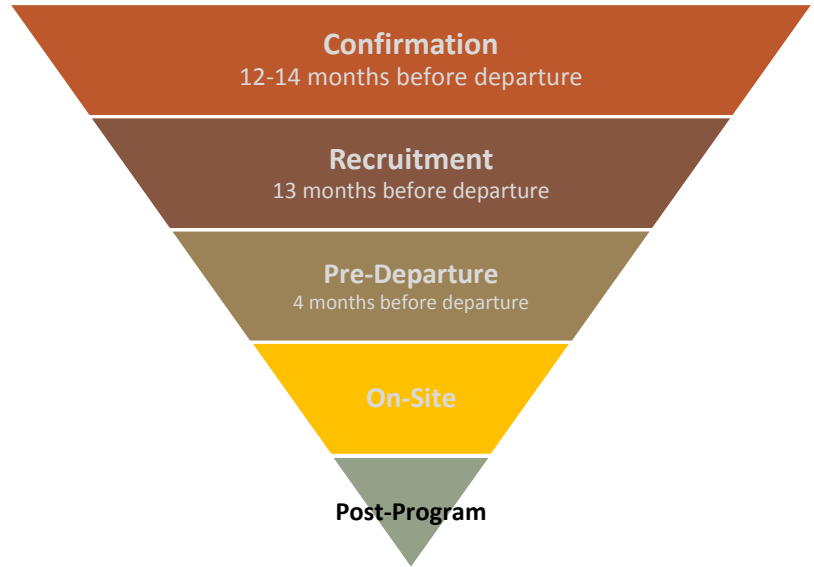 Confirmation
12-14 months before departure
Recruitment
13 months before departure
Pre-Departure
4 months before departure
On-Site
Post-Program